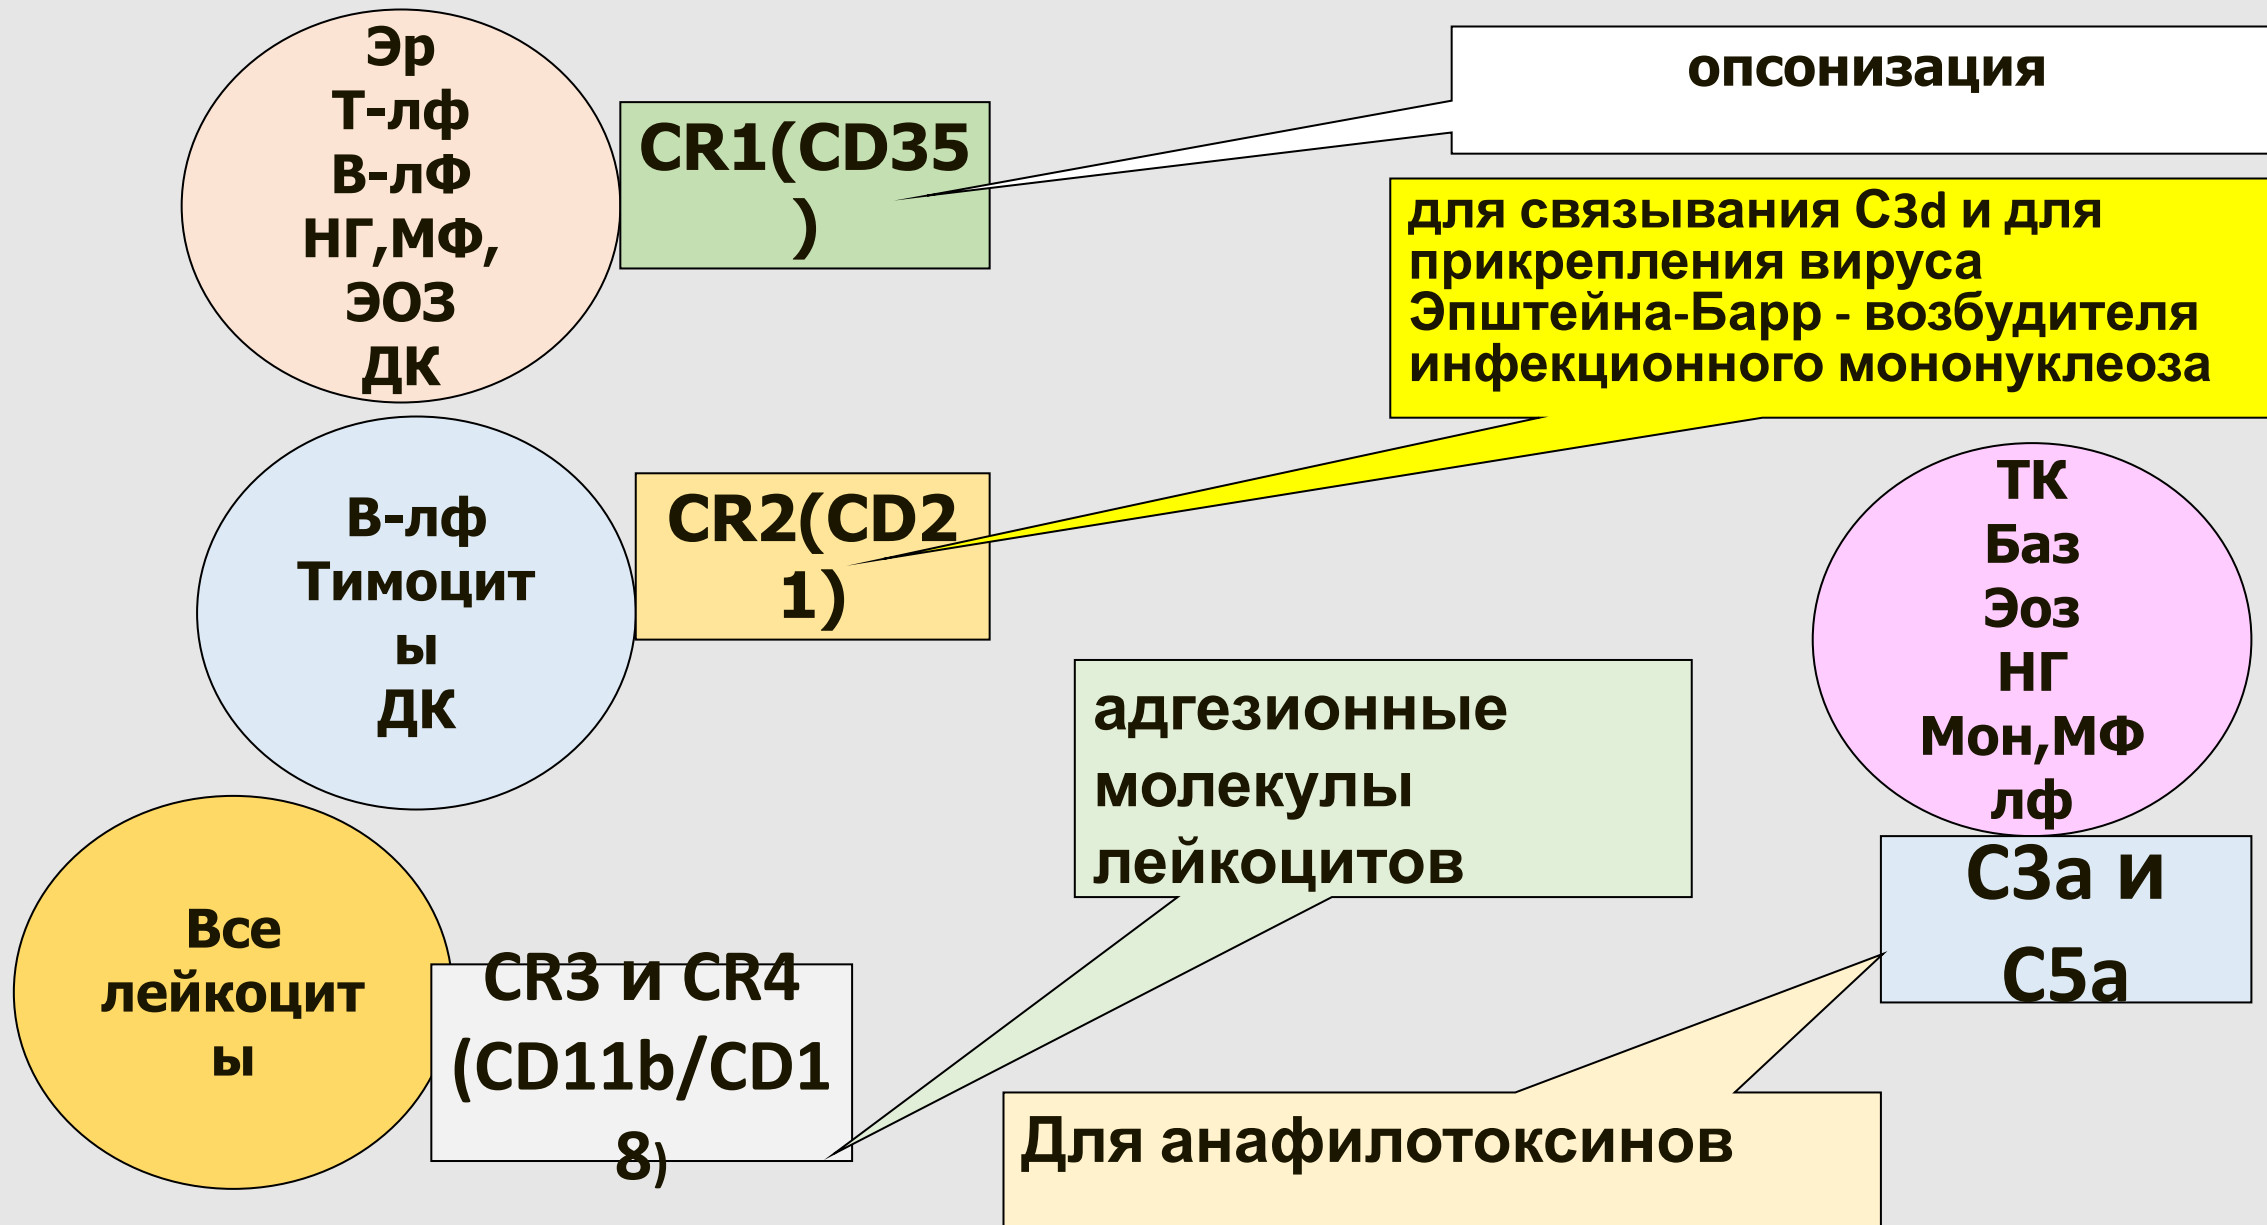 Эр
Т-лф
В-лФ
НГ,МФ,
ЭОЗ
ДК
CR1(CD35
)
опсонизация
для связывания C3d и для
прикрепления вируса
Эпштейна-Барр - возбудителя
инфекционного мононуклеоза
В-лф
Тимоцит
ы
ДК
CR2(CD2
1)
ТК
Баз
Эоз
НГ
Мон,МФ
лф
С3а и
С5а
адгезионные
молекулы
лейкоцитов
Все
лейкоцит
ы
CR3 и CR4
(CD11b/CD1
8)
Для анафилотоксинов